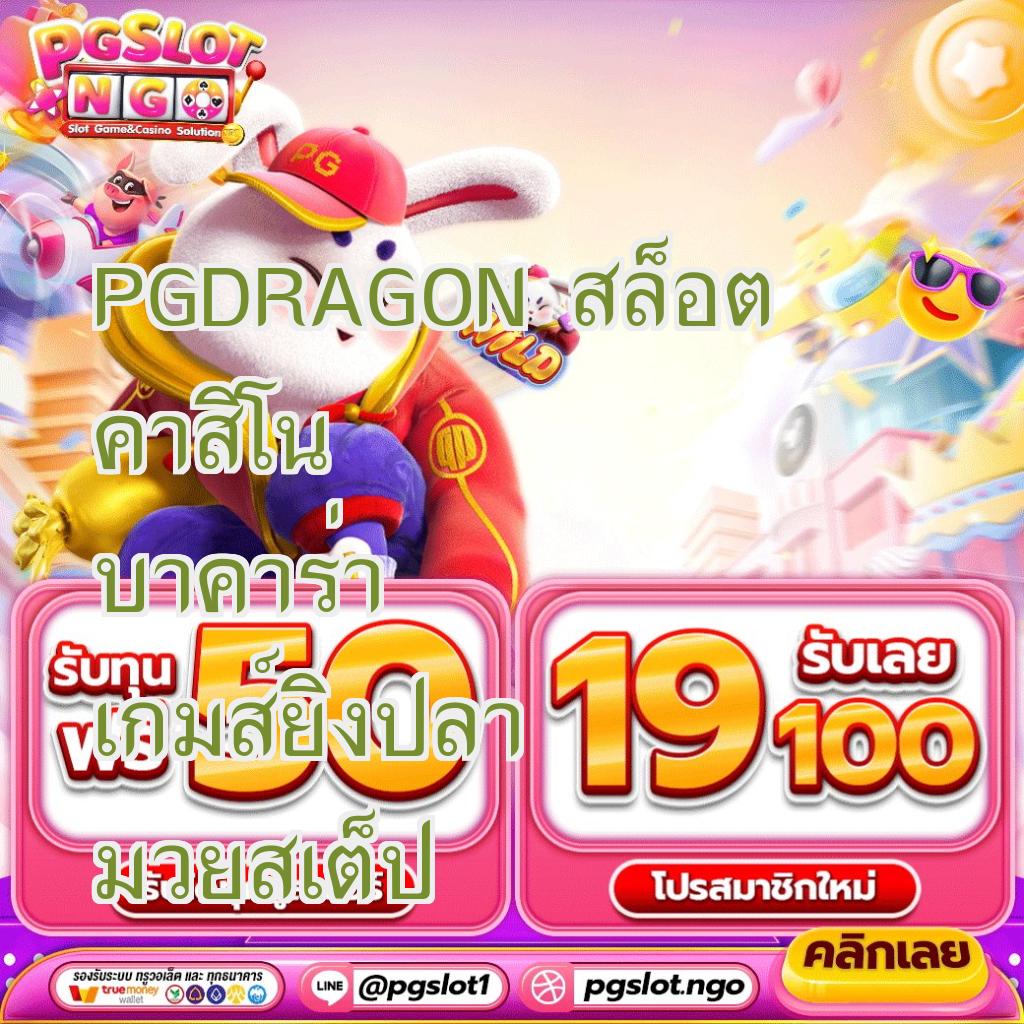 PGSLOT
NGO
Slot Game&Casino Solution
PG
PGDRAGON สล็อต
WILD
คาสีโน
บาคาร่า
รับทุน
ฟรี 50
19 รับเลย
100
เกมส์ยิงปลา
มวยสเต็ป
โปรสมาชิกใหม่
คลิกเลย
รองรับระบบ ทรูวอเล็ต และ ทุกธนาคาร
truemoney
wallet
LINE @pgslot1
pgslot.ngo